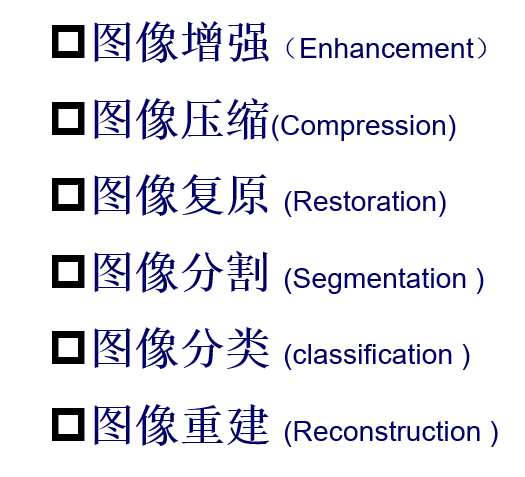 图像增强（Enhancement）
图像压缩(Compression)
图像复原 (Restoration)
图像分割 (Segmentation )
图像分类 (classification )
图像重建 (Reconstruction )